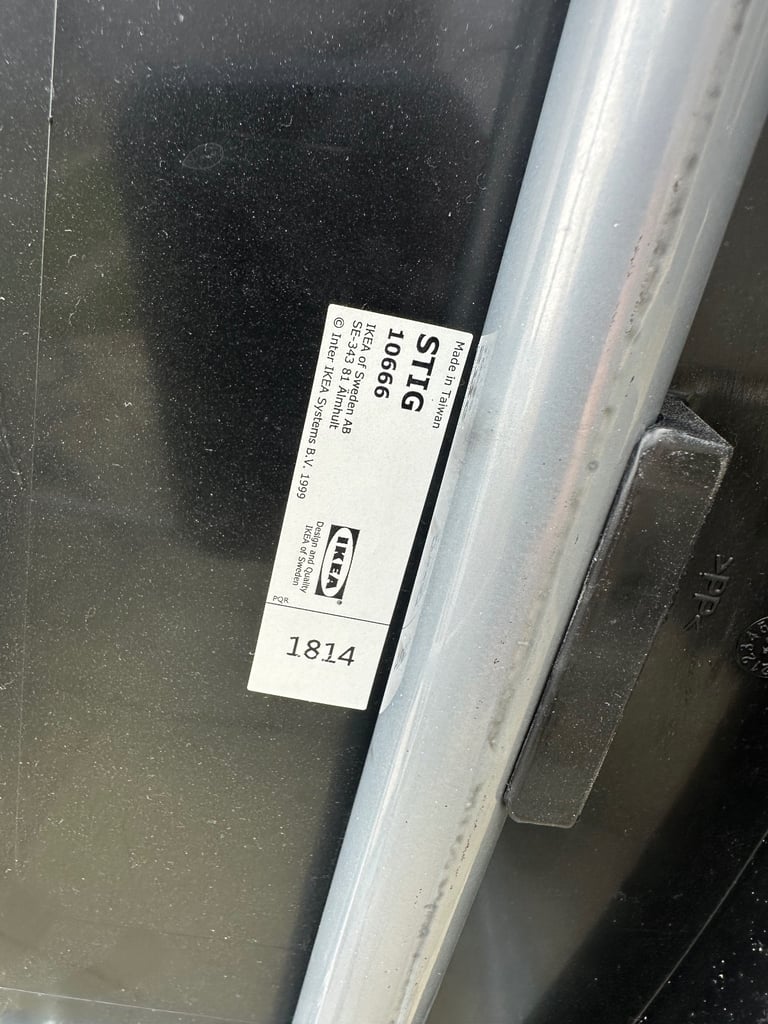 Made in Taiwan
STIG
10666
IKEA of Sweden AB
SE-343 81 Älmhult
© Inter IKEA Systems B.V. 1999
IKEA®
Design and Quality
IKEA of Sweden
PQR
1814
>PP<